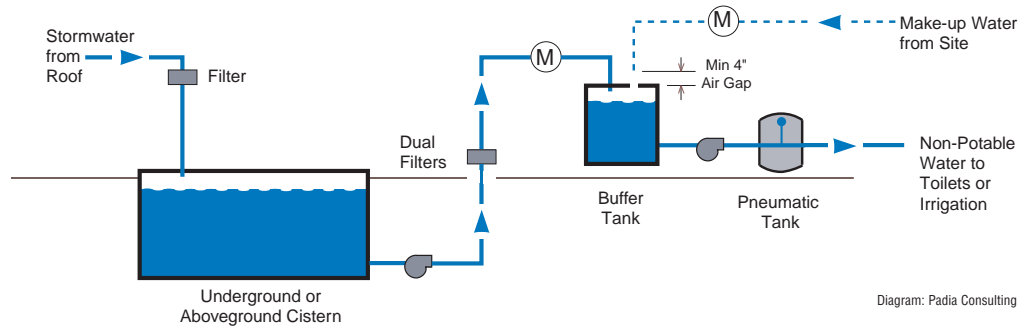 Stormwater
from
Roof
Filter
M
M
Make-up Water
from Site
Min 4"
Air Gap
Dual
Filters
Non-Potable
Water to
Toilets or
Irrigation
Buffer
Tank
Pneumatic
Tank
Underground or
Aboveground Cistern
Diagram: Padia Consulting